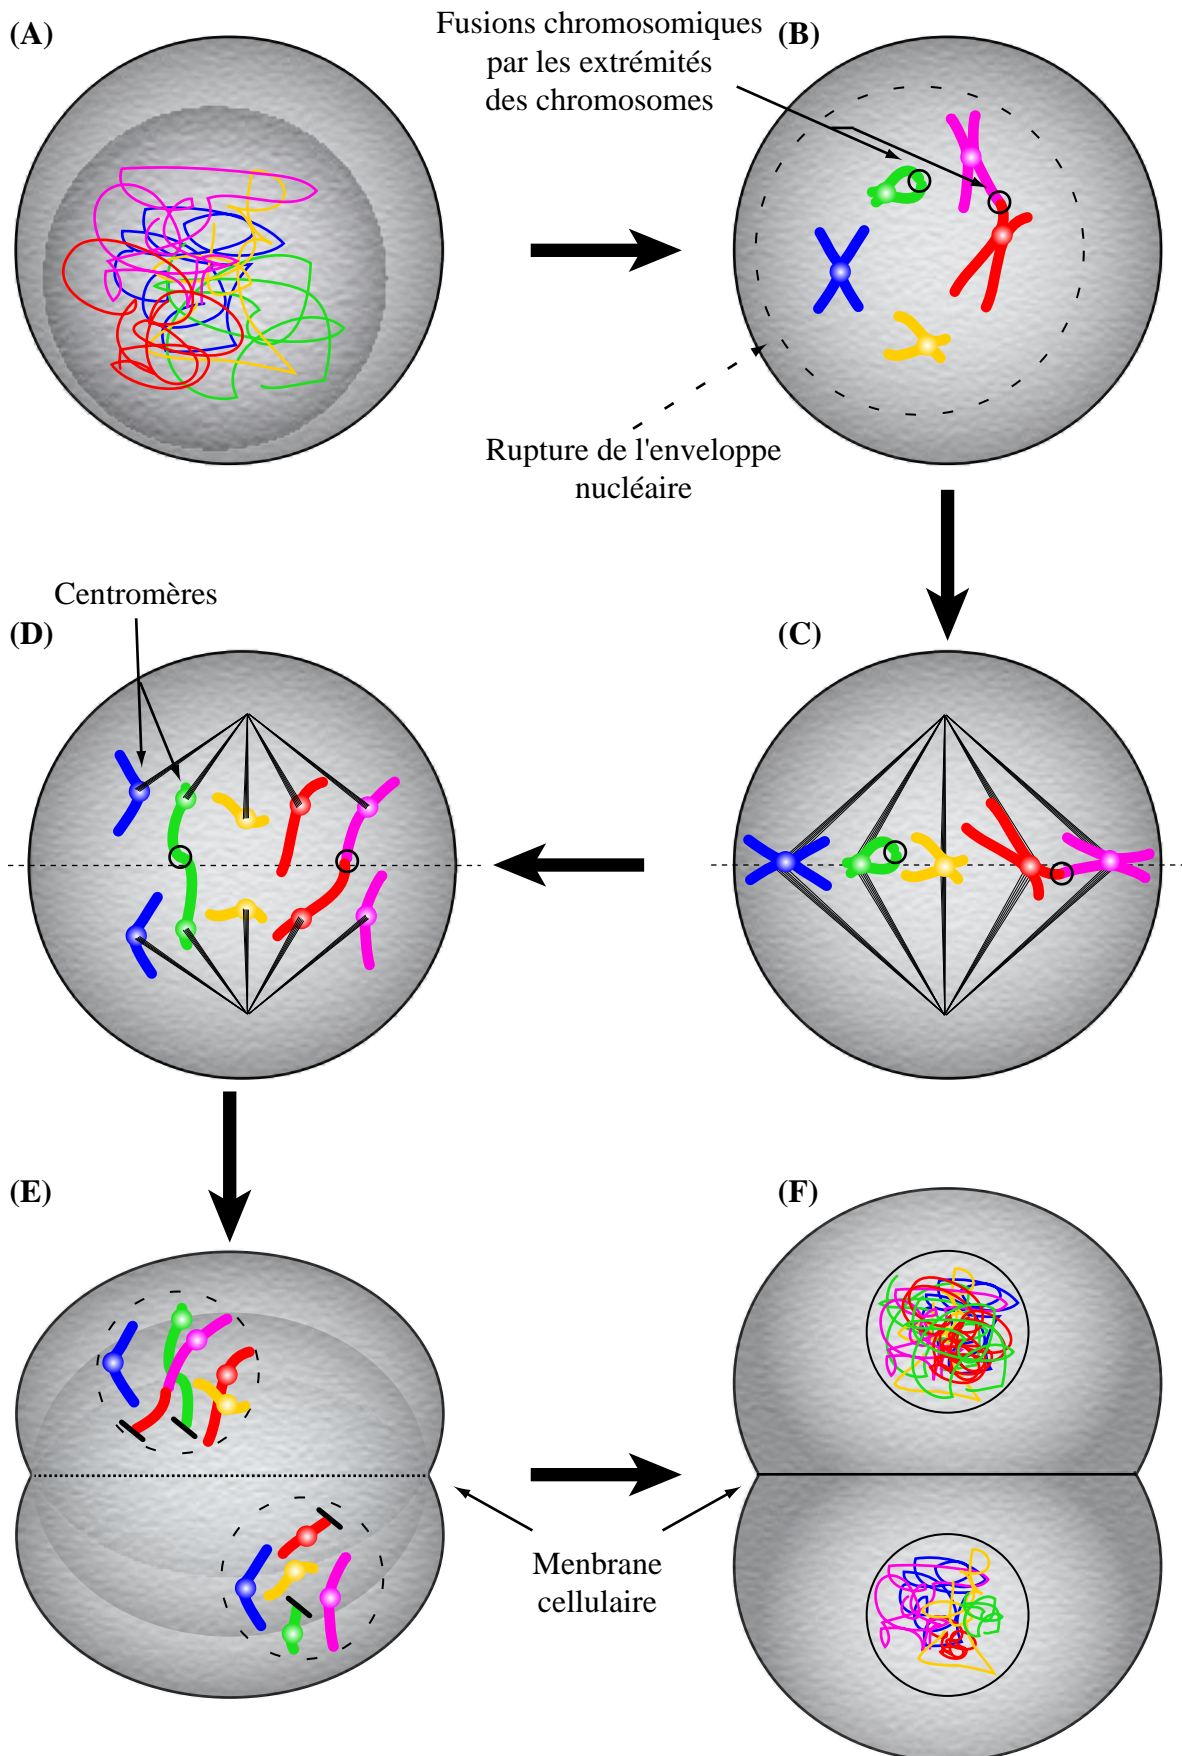 (A)
Fusions chromosomiques
par les extrémités
des chromosomes
(B)
Rupture de l'enveloppe
nucléaire
Centromères
(D)
(C)
(E)
(F)
Menbrane
cellulaire